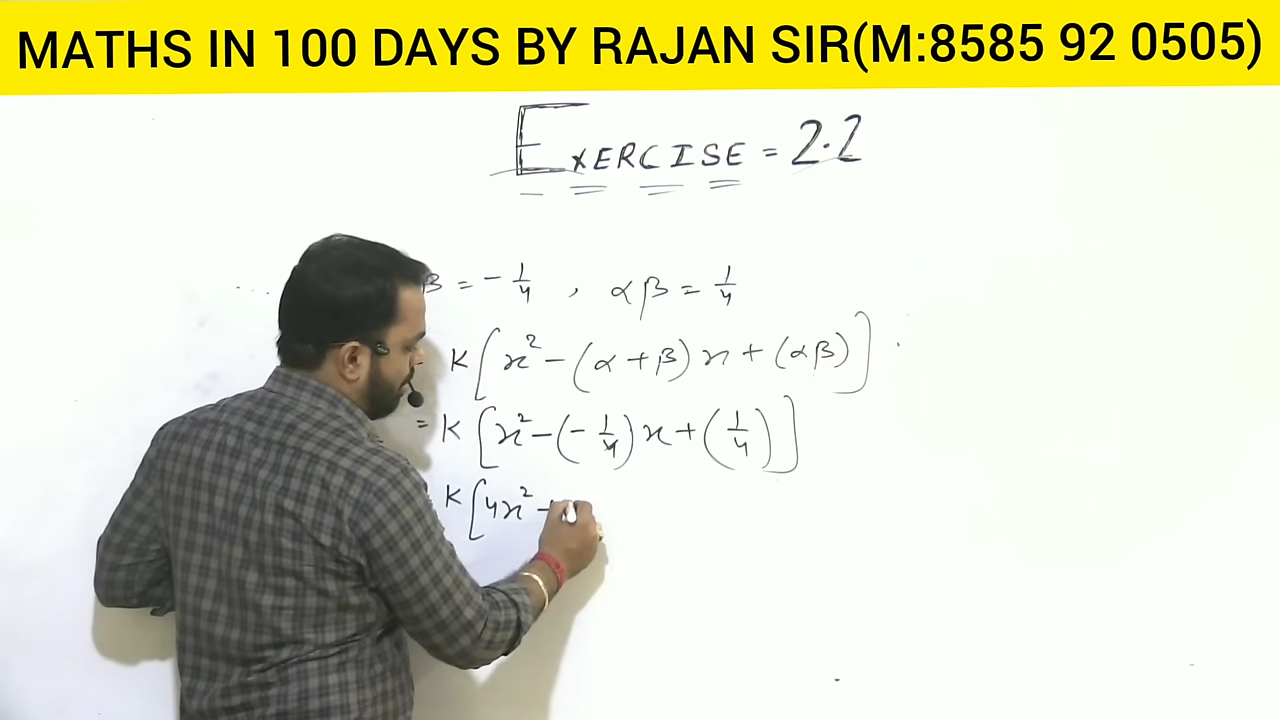 MATHS IN 100 DAYS BY RAJAN SIR(M:8585 92 0505)
EXERCISE = 2.2
β = - 1/4 , αβ = 1/4
K[x² - (α + β)x + (αβ)]
= K[x² - (- 1/4)x + (1/4)]
K[4x²